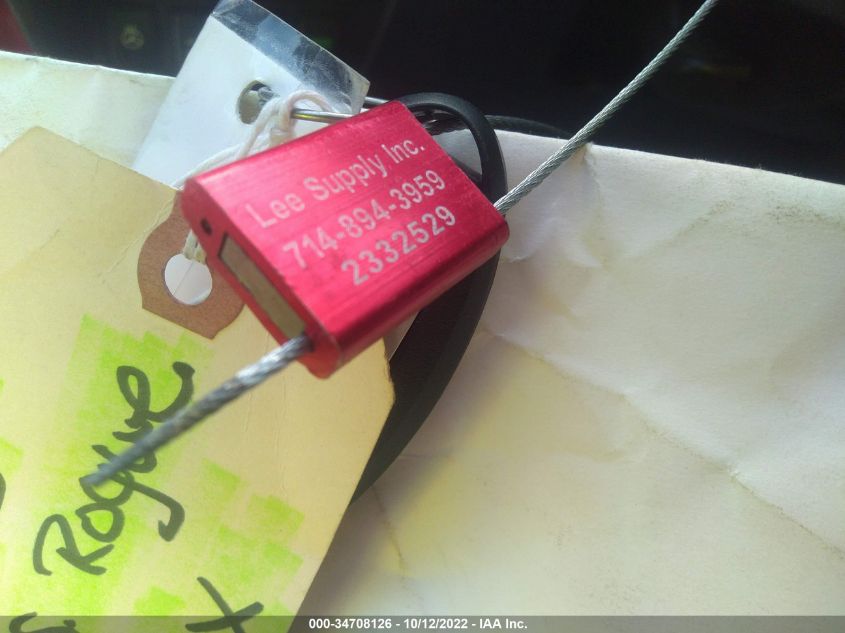 Lee Supply Inc.
714-894-3959
2332529
Rogue
000-34708126 - 10/12/2022 - IAA Inc.